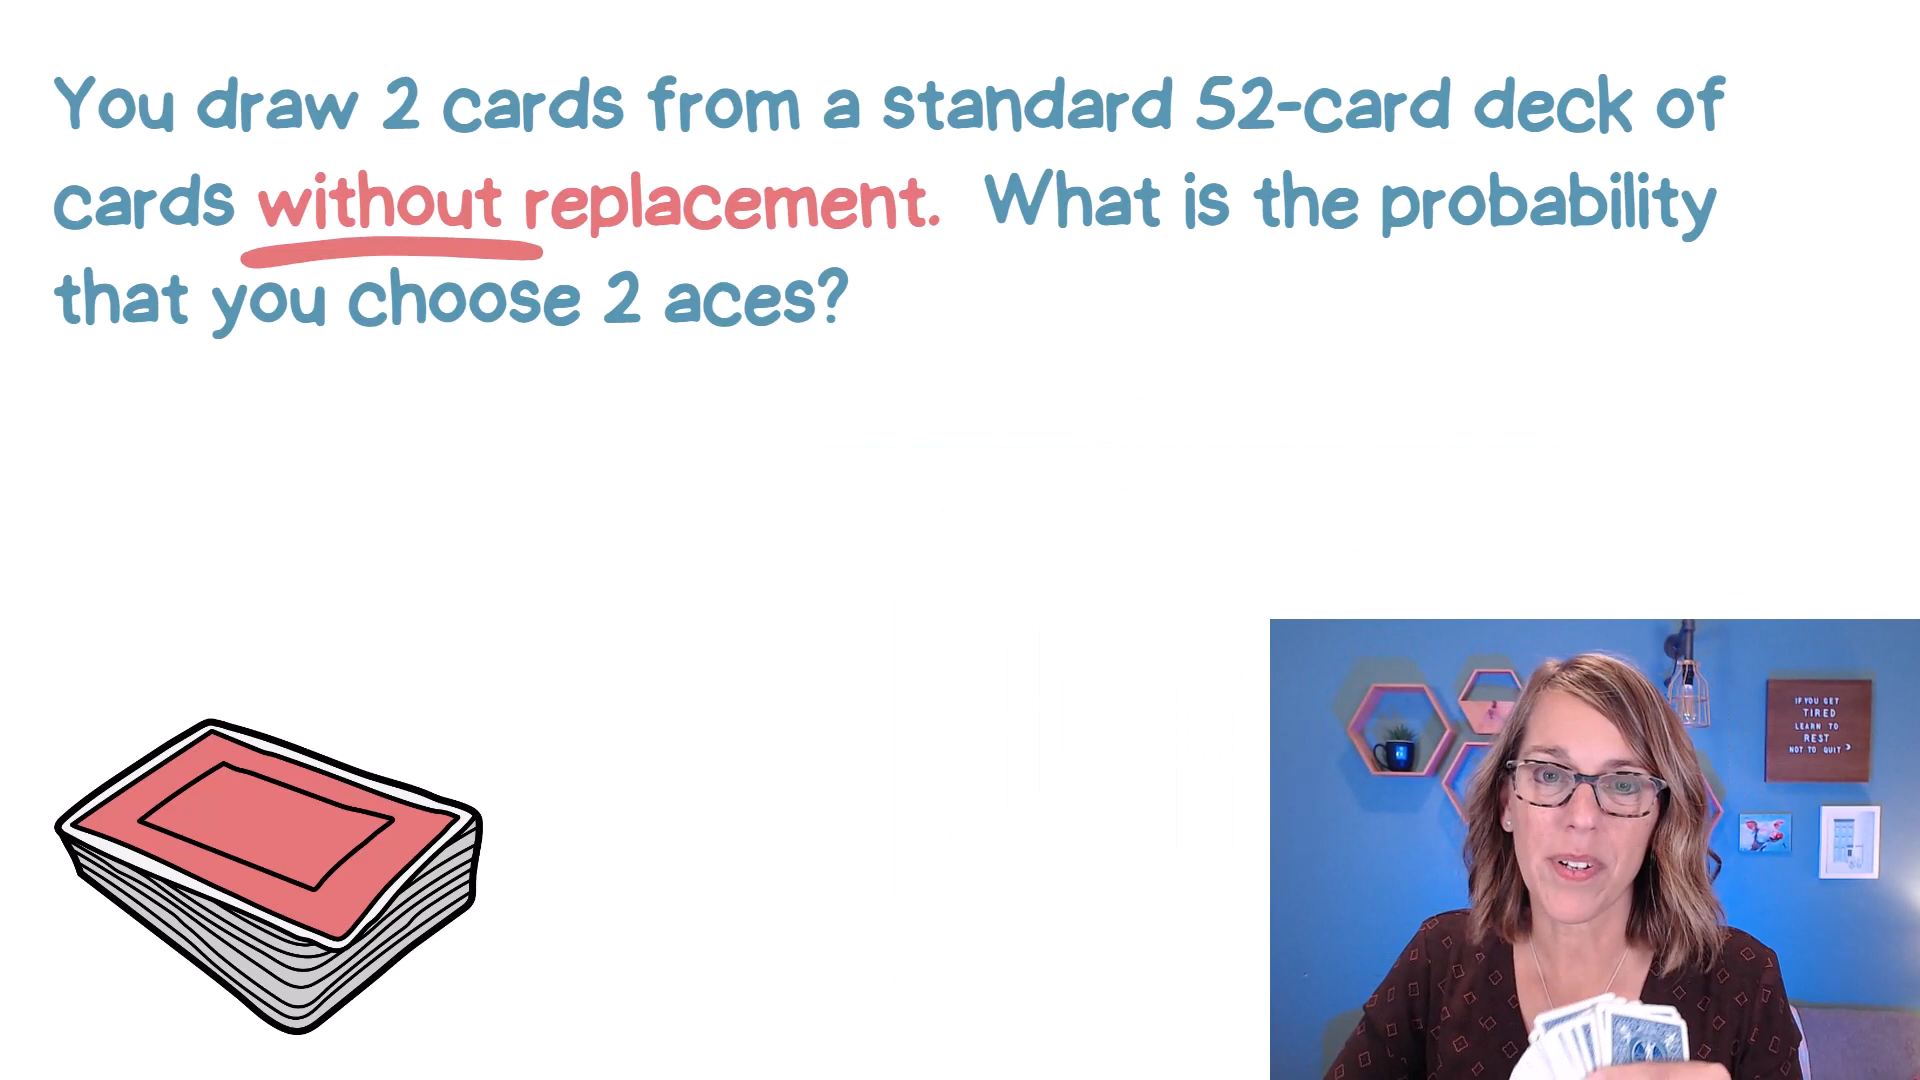 You draw 2 cards from a standard 52-card deck of
cards without replacement. What is the probability
that you choose 2 aces?
IF YOU GET
TIRED
LEARN TO
REST
NOT TO QUIT